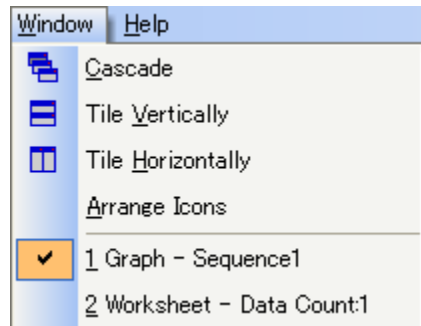 Window Help
Cascade
Tile Vertically
Tile Horizontally
Arrange Icons
1 Graph - Sequence1
2 Worksheet - Data Count:1